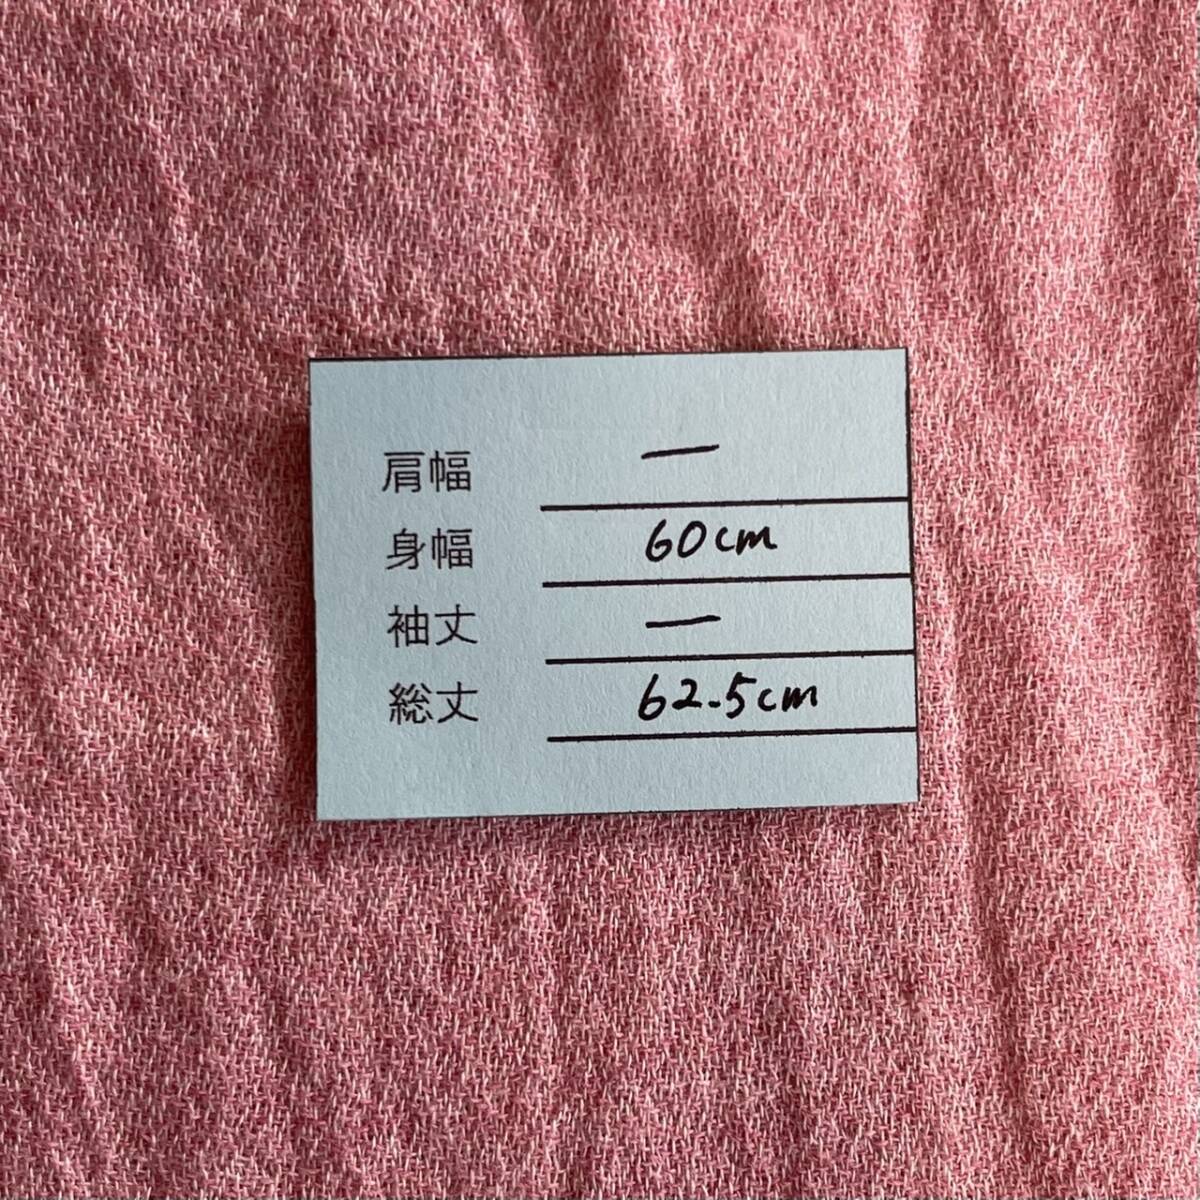 肩幅 ー
身幅 60cm
袖丈 ー
総丈 62.5cm